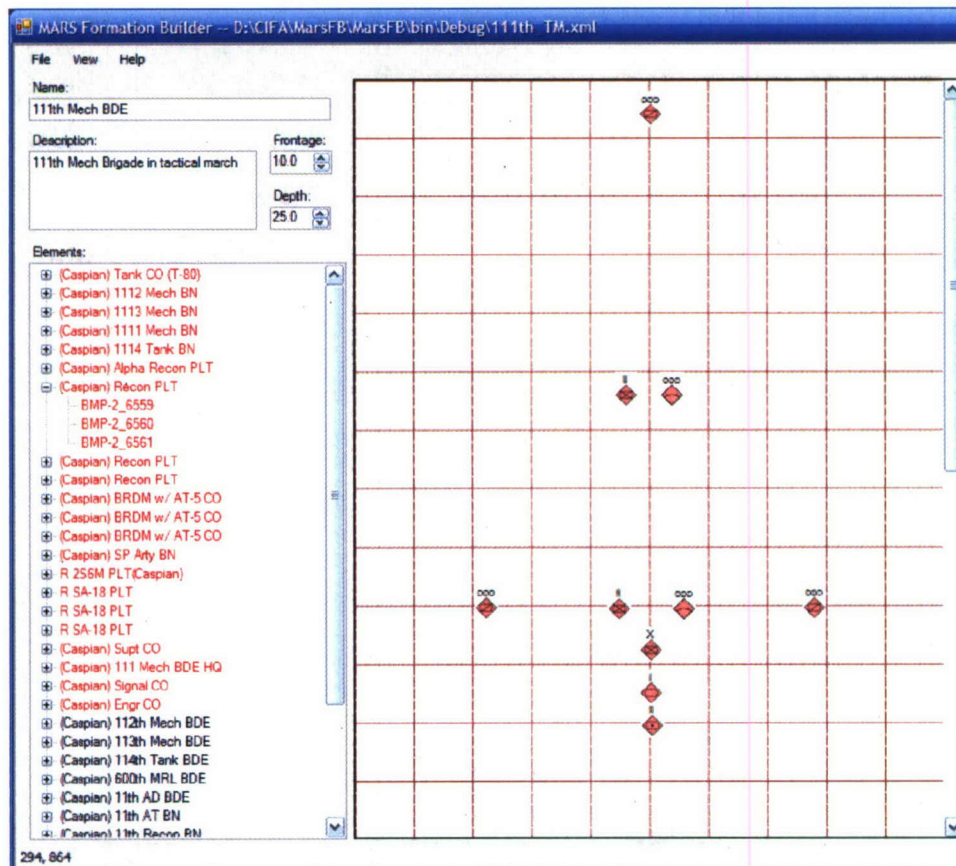 MARS Formation Builder -- D:\CIFA\MarsFB\MarsFB\bin\Debug\111th_TM.xml
File View Help
Name:
111th Mech BDE
Description: Frontage:
111th Mech Brigade in tactical march 10.0
Depth:
25.0
Elements:
(Caspian) Tank CO (T-80)
(Caspian) 1112 Mech BN
(Caspian) 1113 Mech BN
(Caspian) 1111 Mech BN
(Caspian) 1114 Tank BN
(Caspian) Alpha Recon PLT
(Caspian) Recon PLT
BMP-2_6559
BMP-2_6560
BMP-2_6561
(Caspian) Recon PLT
(Caspian) Recon PLT
(Caspian) BRDM w/ AT-5 CO
(Caspian) BRDM w/ AT-5 CO
(Caspian) BRDM w/ AT-5 CO
(Caspian) SP Arty BN
R 2S6M PLT(Caspian)
R SA-18 PLT
R SA-18 PLT
R SA-18 PLT
(Caspian) Supt CO
(Caspian) 111 Mech BDE HQ
(Caspian) Signal CO
(Caspian) Engr CO
(Caspian) 112th Mech BDE
(Caspian) 113th Mech BDE
(Caspian) 114th Tank BDE
(Caspian) 600th MRL BDE
(Caspian) 11th AD BDE
(Caspian) 11th AT BN
(Caspian) 11th Recon BN
294, 864